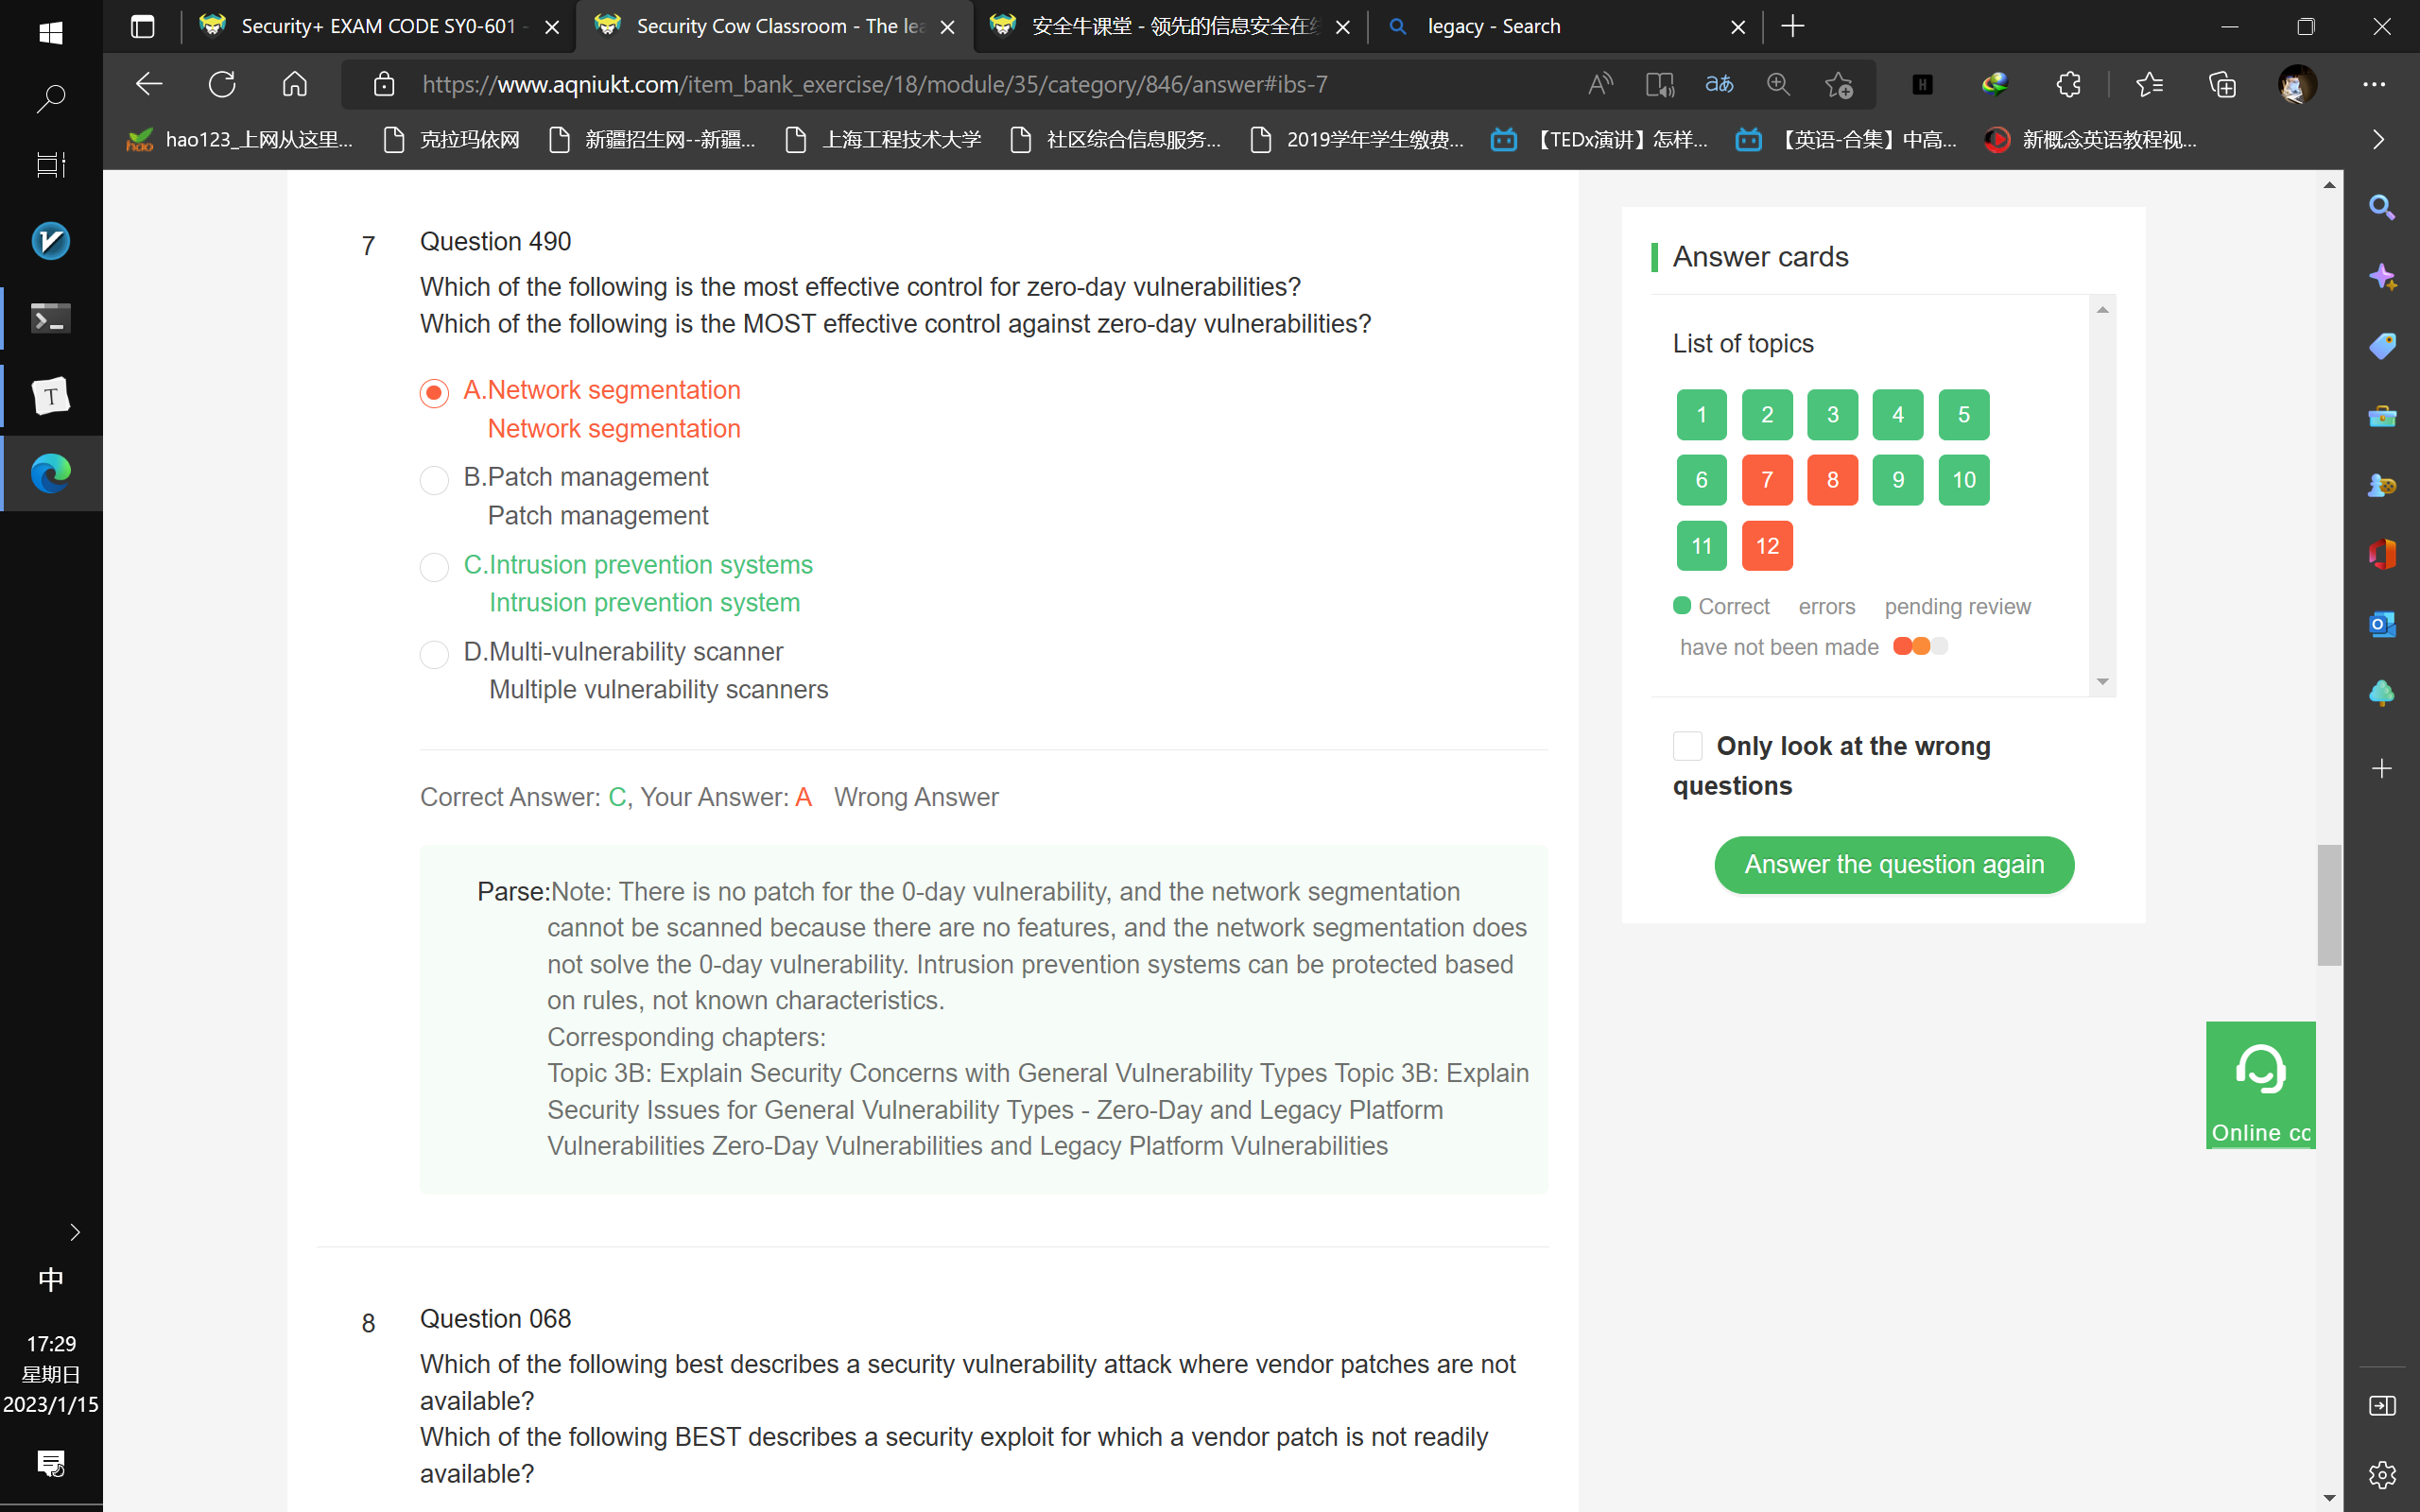 Security+ EXAM CODE SY0-601 -
Security Cow Classroom - The lea
安全牛课堂 - 领先的信息安全在线
legacy - Search
https://www.aqniukt.com/item_bank_exercise/18/module/35/category/846/answer#ibs-7
hao123_上网从这里...
克拉玛依网
新疆招生网--新疆...
上海工程技术大学
社区综合信息服务...
2019学年学生缴费...
【TEDx演讲】怎样...
【英语-合集】中高...
新概念英语教程视...
7
Question 490
Which of the following is the most effective control for zero-day vulnerabilities?
Which of the following is the MOST effective control against zero-day vulnerabilities?
A.Network segmentation
Network segmentation
B.Patch management
Patch management
C.Intrusion prevention systems
Intrusion prevention system
D.Multi-vulnerability scanner
Multiple vulnerability scanners
Correct Answer: C, Your Answer: A Wrong Answer
Parse:Note: There is no patch for the 0-day vulnerability, and the network segmentation
cannot be scanned because there are no features, and the network segmentation does
not solve the 0-day vulnerability. Intrusion prevention systems can be protected based
on rules, not known characteristics.
Corresponding chapters:
Topic 3B: Explain Security Concerns with General Vulnerability Types Topic 3B: Explain
Security Issues for General Vulnerability Types - Zero-Day and Legacy Platform
Vulnerabilities Zero-Day Vulnerabilities and Legacy Platform Vulnerabilities
8
Question 068
Which of the following best describes a security vulnerability attack where vendor patches are not
available?
Which of the following BEST describes a security exploit for which a vendor patch is not readily
available?
Answer cards
List of topics
1 2 3 4 5
6 7 8 9 10
11 12
Correct errors pending review
have not been made
Only look at the wrong
questions
Answer the question again
Online cc
中
17:29
星期日
2023/1/15